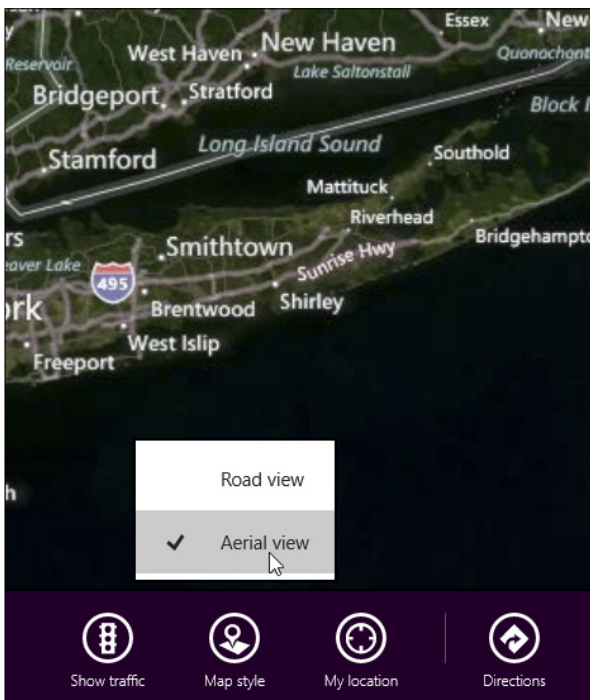 Essex
New
y
Reservoir
West Haven
New Haven
Quonochont
Lake Saltonstall
Bridgeport
Stratford
Block I
Long Island Sound
Stamford
Southold
Mattituck
Riverhead
rs
Smithtown
Sunrise Hwy
Bridgehampto
eaver Lake
495
rk
Brentwood
Shirley
West Islip
Freeport
h
Road view
Aerial view
Show traffic
Map style
My location
Directions